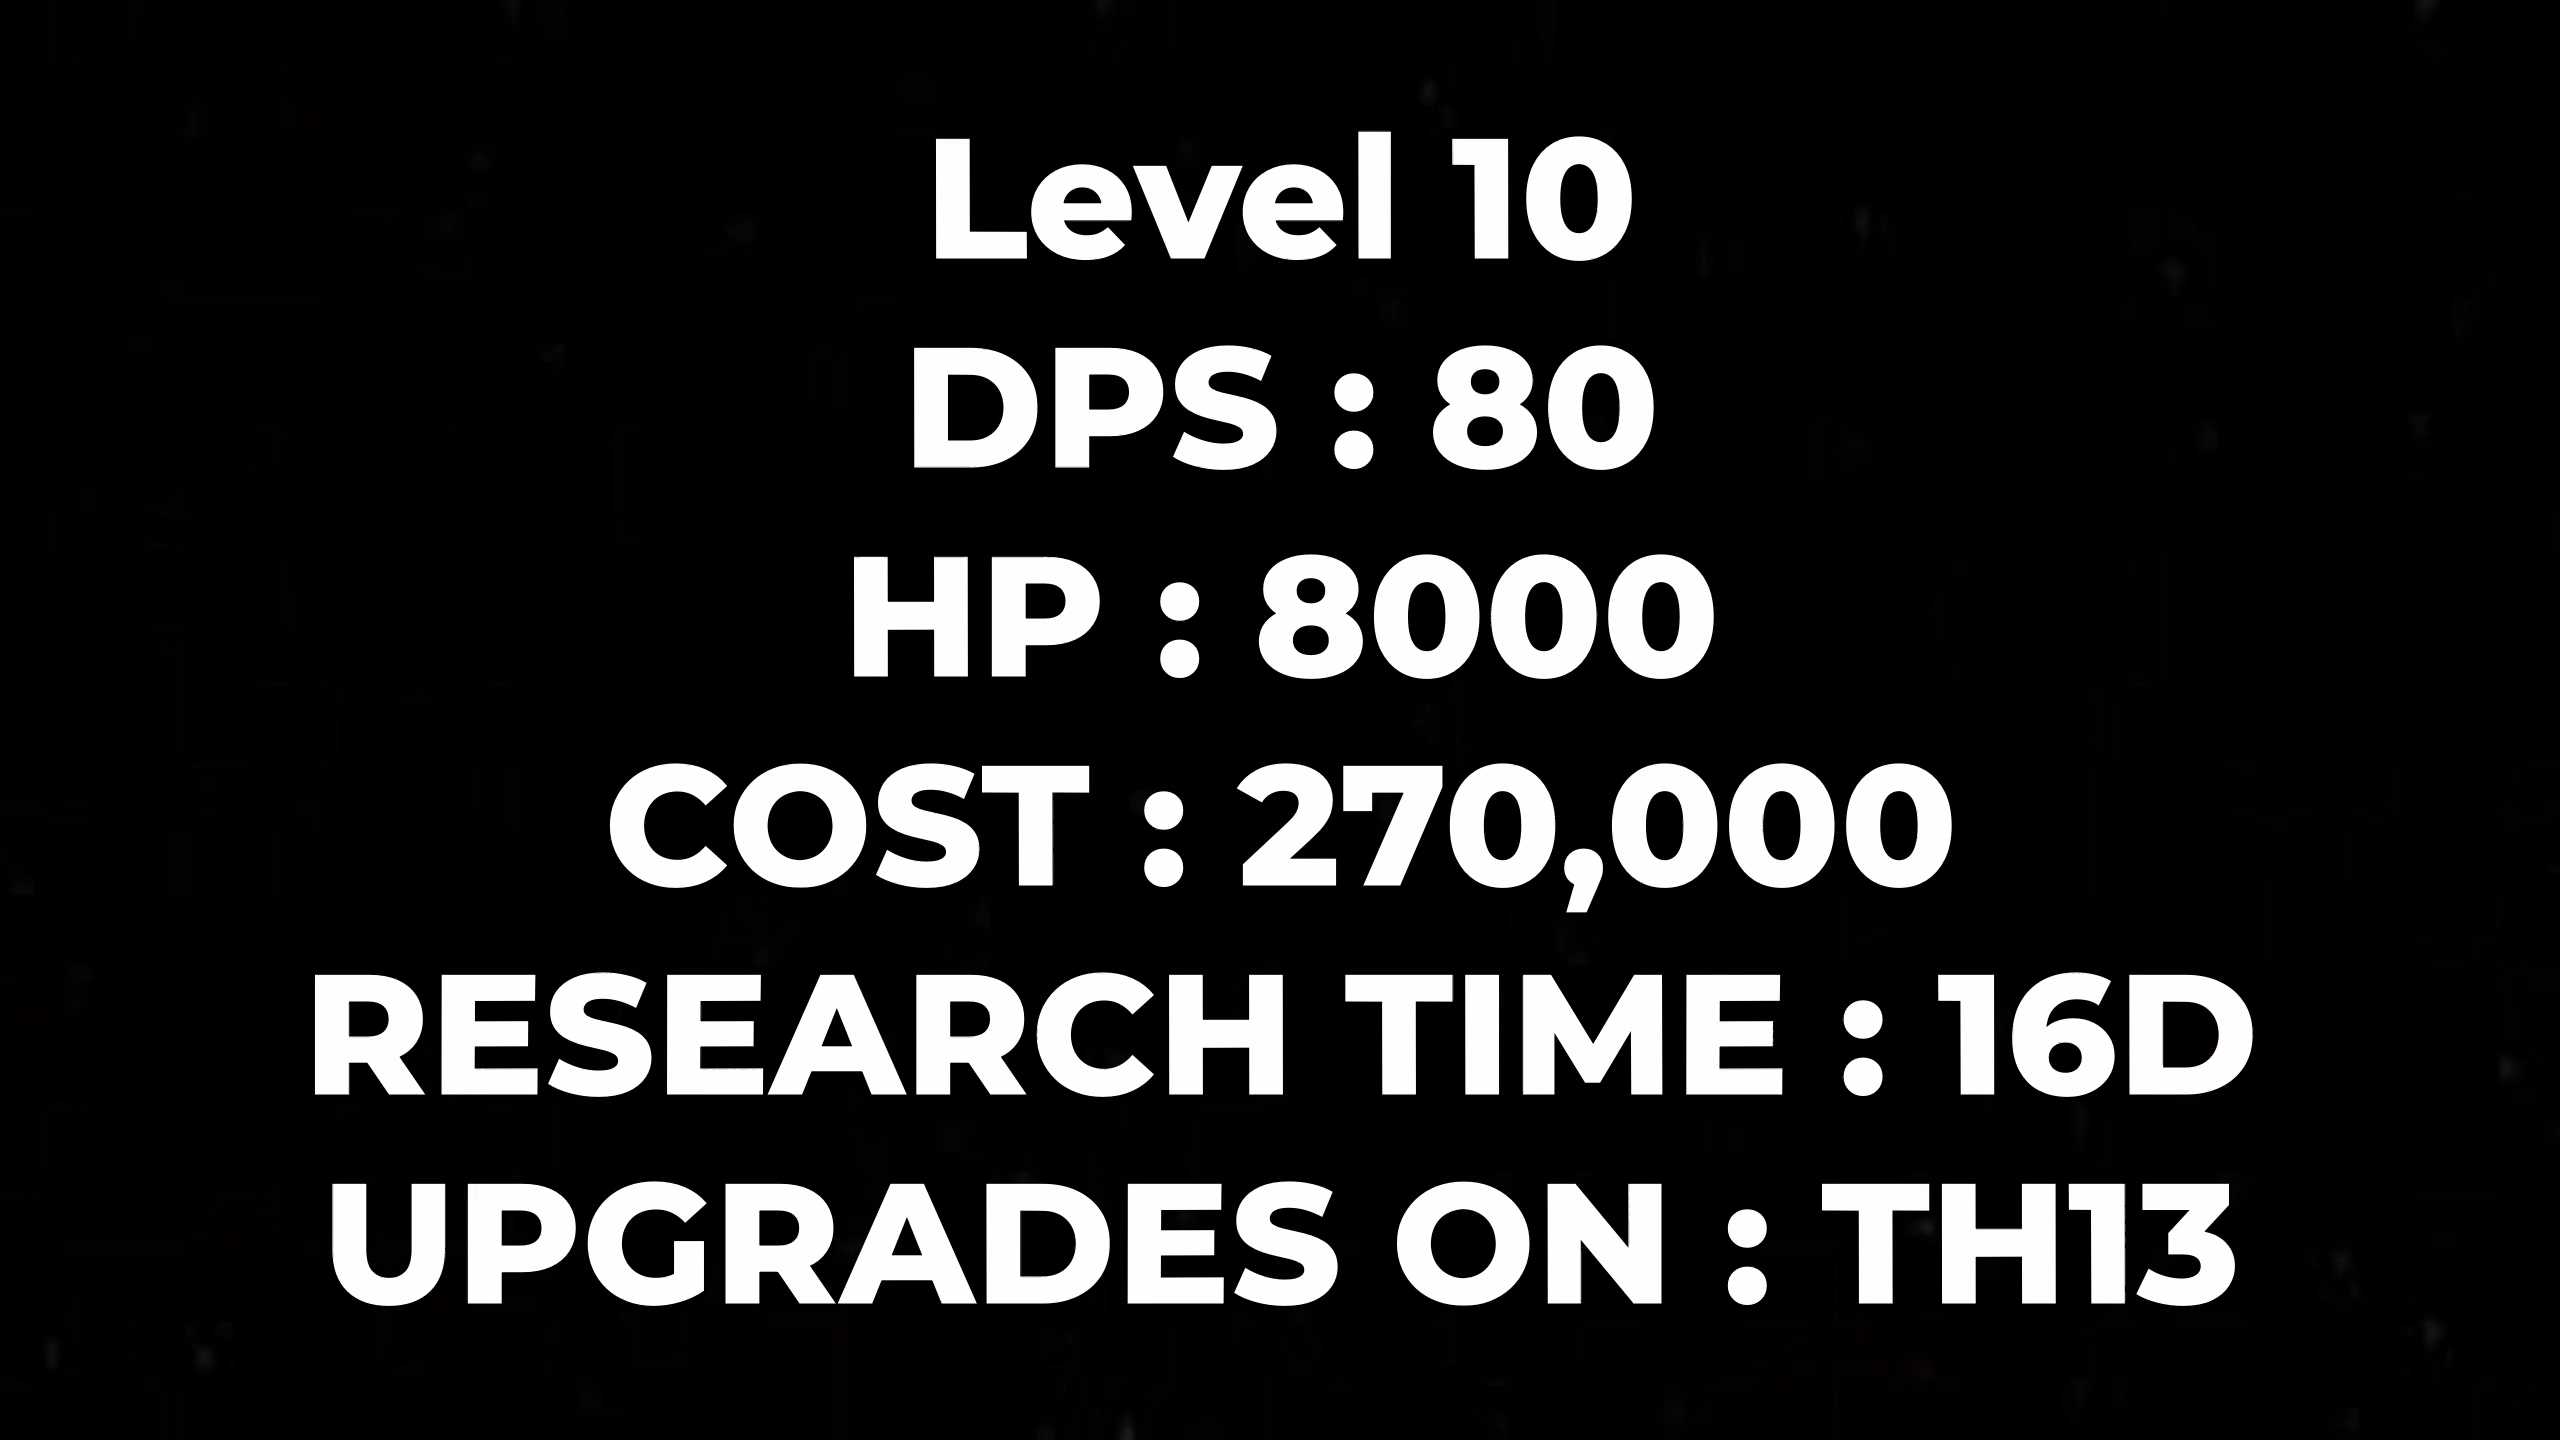 Level 10
DPS : 80
HP : 8000
COST : 270,000
RESEARCH TIME : 16D
UPGRADES ON : TH13